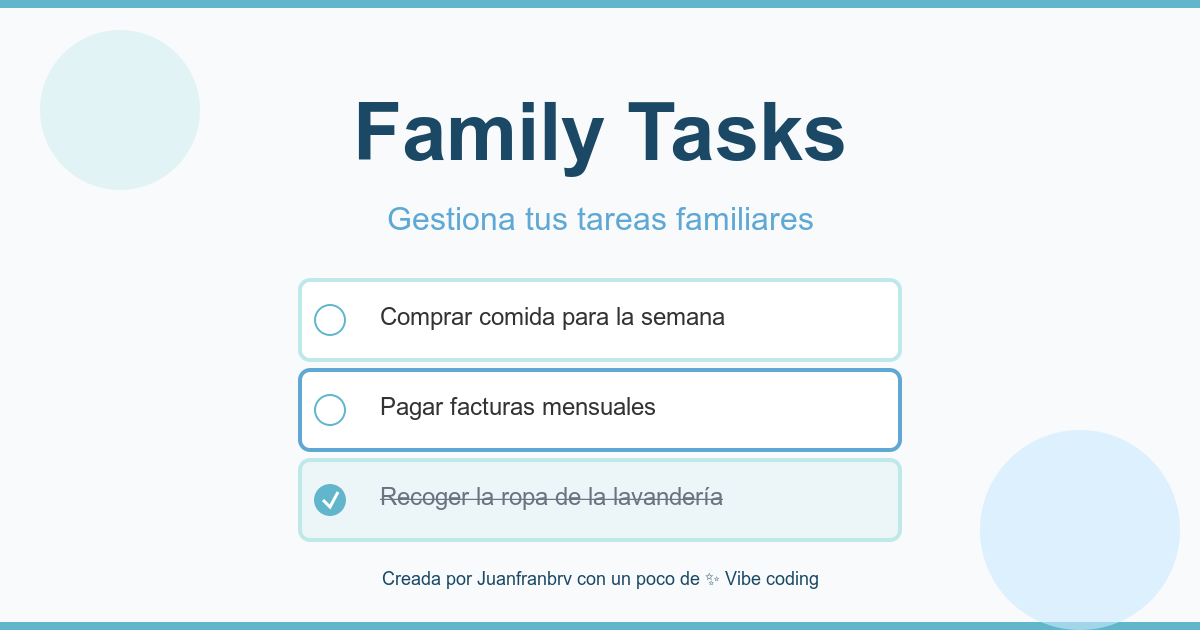 Family Tasks
Gestiona tus tareas familiares
Comprar comida para la semana
Pagar facturas mensuales
Recoger la ropa de la lavandería
Creada por Juanfranbrv con un poco de ✨ Vibe coding